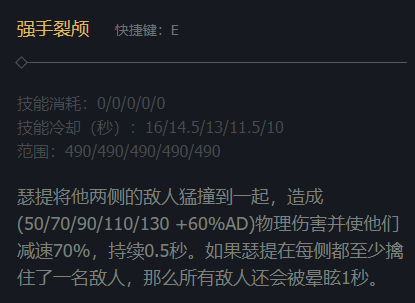 强手裂颅 快捷键：E
技能消耗：0/0/0/0/0
技能冷却（秒）：16/14.5/13/11.5/10
范围：490/490/490/490/490
瑟提将他两侧的敌人猛撞到一起，造成
(50/70/90/110/130 +60%AD)物理伤害并使他们
减速70%，持续0.5秒。如果瑟提在每侧都至少擒
住了一名敌人，那么所有敌人还会被晕眩1秒。